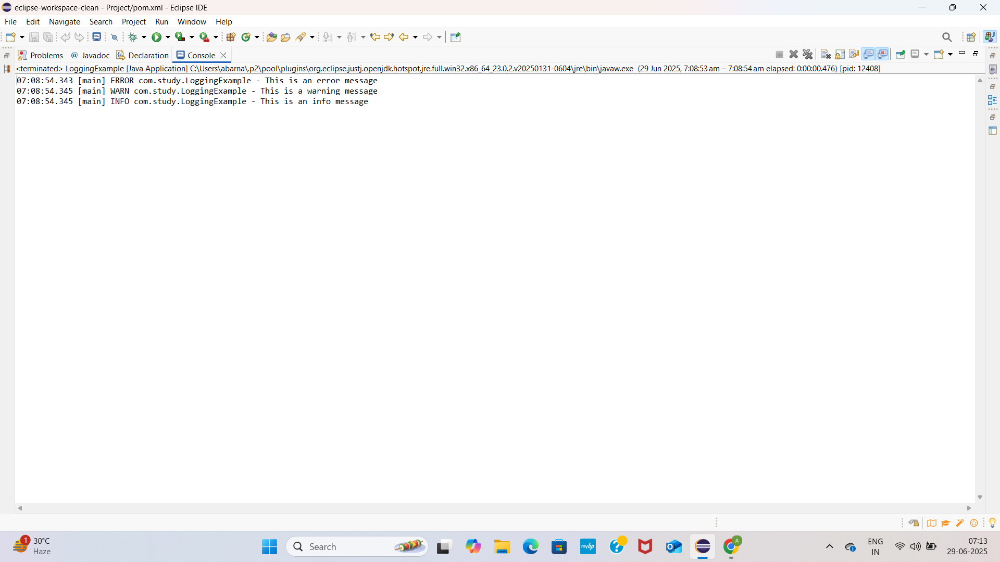 eclipse-workspace-clean - Project/pom.xml - Eclipse IDE
File Edit Navigate Search Project Run Window Help
Problems @ Javadoc Declaration Console
<terminated> LoggingExample [Java Application] C:\Users\abarna\.p2\pool\plugins\org.eclipse.justj.openjdk.hotspot.jre.full.win32.x86_64_23.0.2.v20250131-0604\jre\bin\javaw.exe (29 Jun 2025, 7:08:53 am – 7:08:54 am elapsed: 0:00:00.476) [pid: 12408]
07:08:54.343 [main] ERROR com.study.LoggingExample - This is an error message
07:08:54.345 [main] WARN com.study.LoggingExample - This is a warning message
07:08:54.345 [main] INFO com.study.LoggingExample - This is an info message
1
30°C
Haze
Search
myhp
A
ENG
IN
07:13
29-06-2025